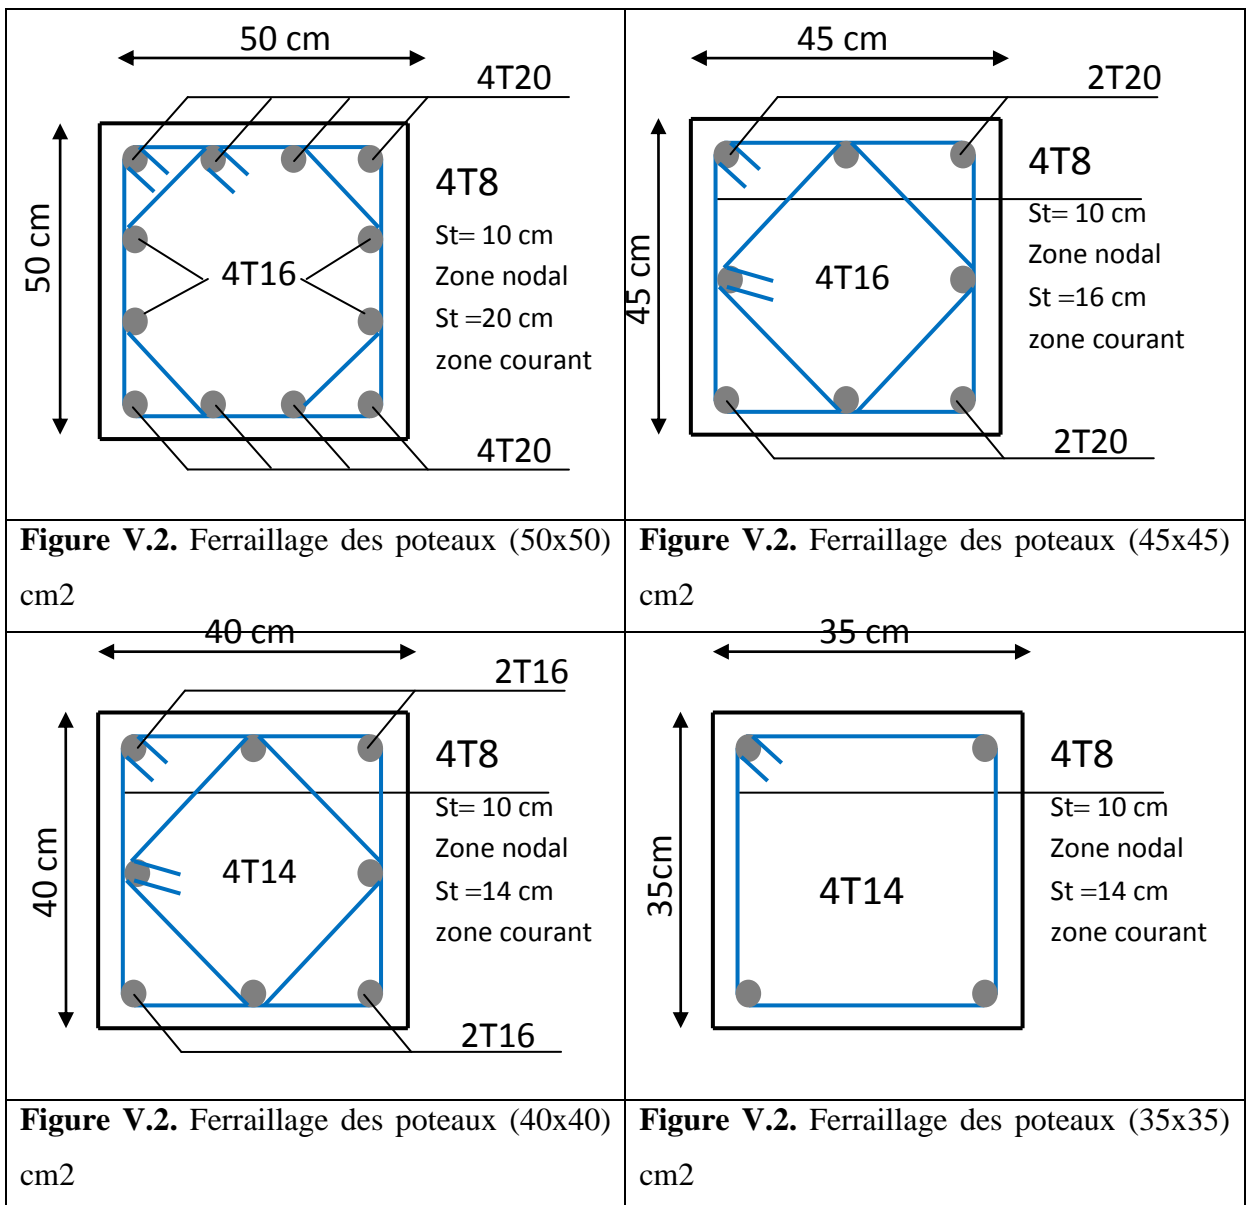 50 cm
4T20
50 cm
4T8
St= 10 cm
Zone nodal
St =20 cm
zone courant
4T16
4T20
Figure V.2. Ferraillage des poteaux (50x50)
cm2
45 cm
2T20
45 cm
4T8
St= 10 cm
Zone nodal
St =16 cm
zone courant
4T16
2T20
Figure V.2. Ferraillage des poteaux (45x45)
cm2
40 cm
2T16
40 cm
4T8
St= 10 cm
Zone nodal
St =14 cm
zone courant
4T14
2T16
Figure V.2. Ferraillage des poteaux (40x40)
cm2
35 cm
35cm
4T8
St= 10 cm
Zone nodal
St =14 cm
zone courant
4T14
Figure V.2. Ferraillage des poteaux (35x35)
cm2